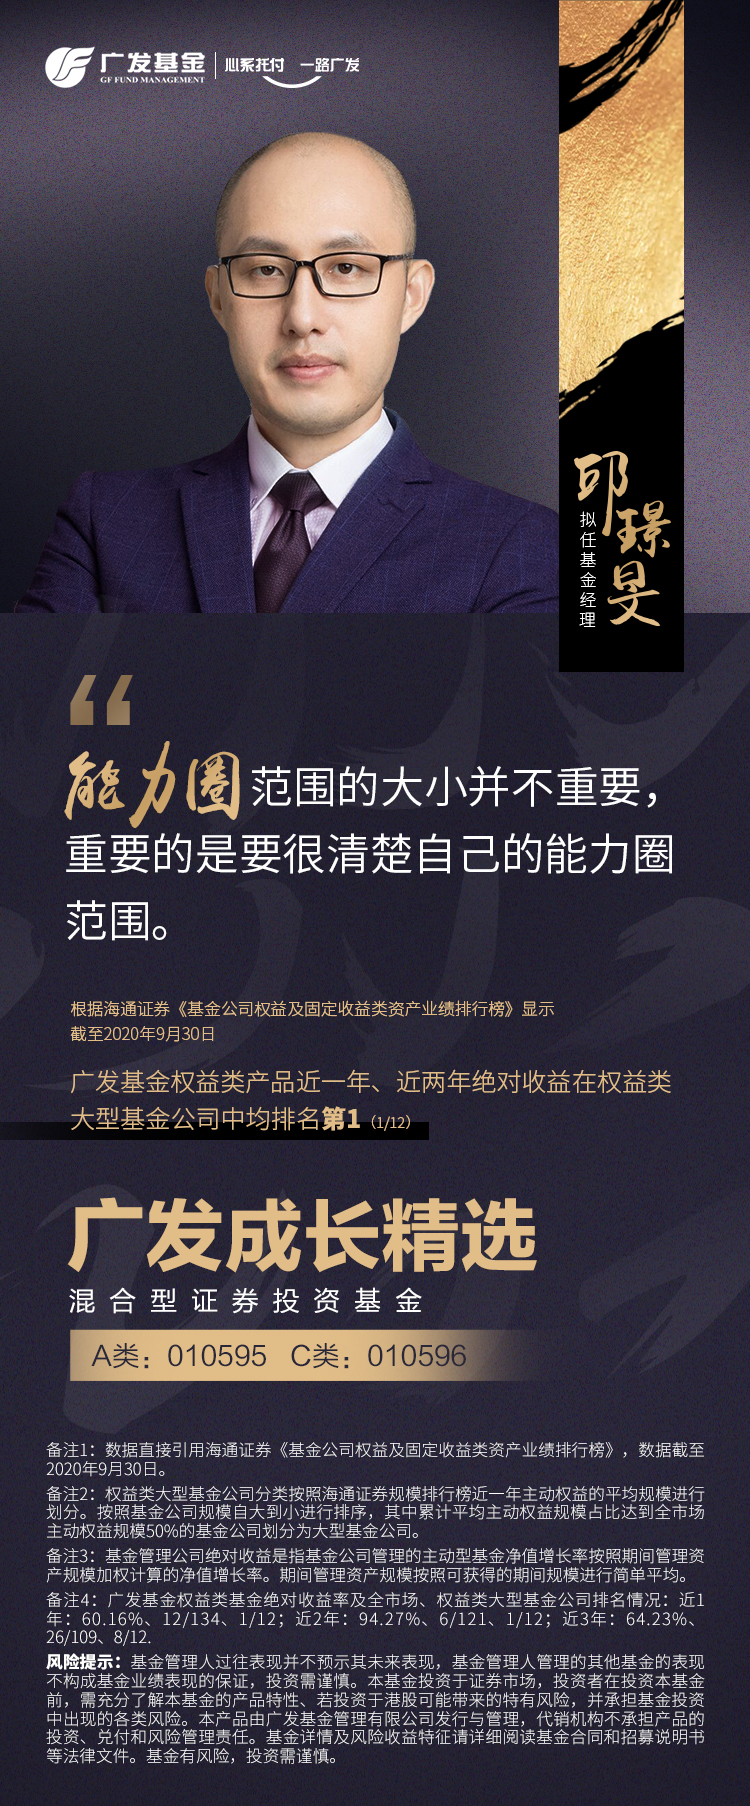 广发基金
GF FUND MANAGEMENT
心系托付 一路广发
邱璟旻
拟任基金经理
能力圈范围的大小并不重要，
重要的是要很清楚自己的能力圈
范围。
根据海通证券《基金公司权益及固定收益类资产业绩排行榜》显示
截至2020年9月30日
广发基金权益类产品近一年、近两年绝对收益在权益类
大型基金公司中均排名第1（1/12）
广发成长精选
混合型证券投资基金
A类：010595 C类：010596
备注1：数据直接引用海通证券《基金公司权益及固定收益类资产业绩排行榜》，数据截至
2020年9月30日。
备注2：权益类大型基金公司分类按照海通证券规模排行榜近一年主动权益的平均规模进行
划分。按照基金公司规模自大到小进行排序，其中累计平均主动权益规模占比达到全市场
主动权益规模50%的基金公司划分为大型基金公司。
备注3：基金管理公司绝对收益是指基金公司管理的主动型基金净值增长率按照期间管理资
产规模加权计算的净值增长率。期间管理资产规模按照可获得的期间规模进行简单平均。
备注4：广发基金权益类基金绝对收益率及全市场、权益类大型基金公司排名情况：近1
年：60.16%、12/134、1/12；近2年：94.27%、6/121、1/12；近3年：64.23%、
26/109、8/12.
风险提示：基金管理人过往表现并不预示其未来表现，基金管理人管理的其他基金的表现
不构成基金业绩表现的保证，投资需谨慎。本基金投资于证券市场，投资者在投资本基金
前，需充分了解本基金的产品特性、若投资于港股可能带来的特有风险，并承担基金投资
中出现的各类风险。本产品由广发基金管理有限公司发行与管理，代销机构不承担产品的
投资、兑付和风险管理责任。基金详情及风险收益特征请详细阅读基金合同和招募说明书
等法律文件。基金有风险，投资需谨慎。